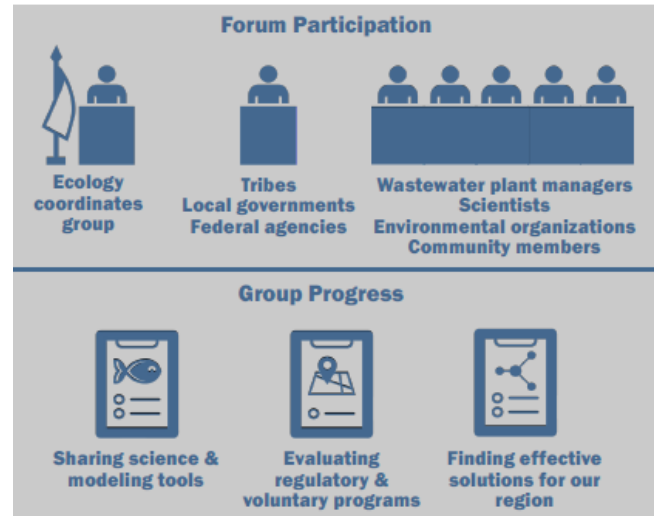 Forum Participation
Ecology
coordinates
group
Tribes
Local governments
Federal agencies
Wastewater plant managers
Scientists
Environmental organizations
Community members
Group Progress
Sharing science &
modeling tools
Evaluating
regulatory &
voluntary programs
Finding effective
solutions for our
region